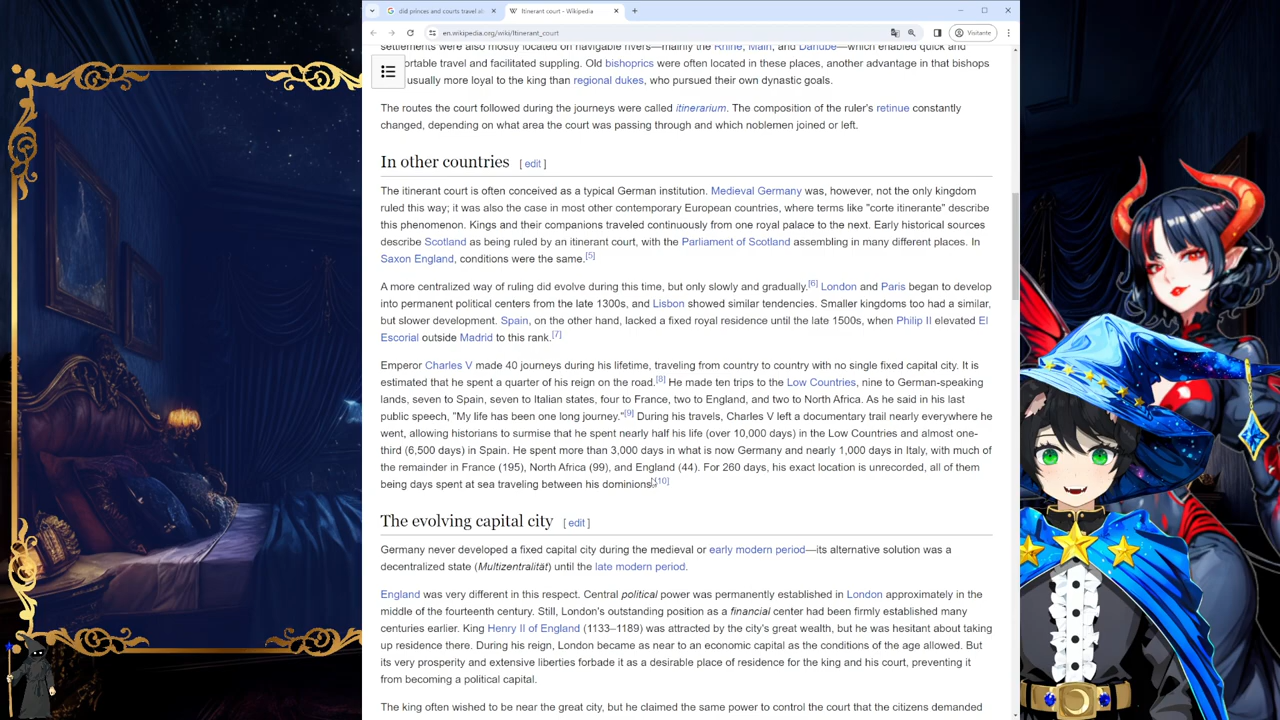 did princes and courts travel al
Itinerant court - Wikipedia
en.wikipedia.org/wiki/Itinerant_court
Visitante
settlements were also mostly located on navigable rivers—mainly the Rhine, Main, and Danube—which enabled quick and
ortable travel and facilitated suppling. Old bishoprics were often located in these places, another advantage in that bishops
usually more loyal to the king than regional dukes, who pursued their own dynastic goals.
The routes the court followed during the journeys were called itinerarium. The composition of the ruler's retinue constantly
changed, depending on what area the court was passing through and which noblemen joined or left.
In other countries [ edit ]
The itinerant court is often conceived as a typical German institution. Medieval Germany was, however, not the only kingdom
ruled this way; it was also the case in most other contemporary European countries, where terms like "corte itinerante" describe
this phenomenon. Kings and their companions traveled continuously from one royal palace to the next. Early historical sources
describe Scotland as being ruled by an itinerant court, with the Parliament of Scotland assembling in many different places. In
Saxon England, conditions were the same.[5]
A more centralized way of ruling did evolve during this time, but only slowly and gradually.[6] London and Paris began to develop
into permanent political centers from the late 1300s, and Lisbon showed similar tendencies. Smaller kingdoms too had a similar,
but slower development. Spain, on the other hand, lacked a fixed royal residence until the late 1500s, when Philip II elevated El
Escorial outside Madrid to this rank.[7]
Emperor Charles V made 40 journeys during his lifetime, traveling from country to country with no single fixed capital city. It is
estimated that he spent a quarter of his reign on the road.[8] He made ten trips to the Low Countries, nine to German-speaking
lands, seven to Spain, seven to Italian states, four to France, two to England, and two to North Africa. As he said in his last
public speech, "My life has been one long journey."[9] During his travels, Charles V left a documentary trail nearly everywhere he
went, allowing historians to surmise that he spent nearly half his life (over 10,000 days) in the Low Countries and almost one-
third (6,500 days) in Spain. He spent more than 3,000 days in what is now Germany and nearly 1,000 days in Italy, with much of
the remainder in France (195), North Africa (99), and England (44). For 260 days, his exact location is unrecorded, all of them
being days spent at sea traveling between his dominions.[10]
The evolving capital city [ edit ]
Germany never developed a fixed capital city during the medieval or early modern period—its alternative solution was a
decentralized state (Multizentralität) until the late modern period.
England was very different in this respect. Central political power was permanently established in London approximately in the
middle of the fourteenth century. Still, London's outstanding position as a financial center had been firmly established many
centuries earlier. King Henry II of England (1133–1189) was attracted by the city's great wealth, but he was hesitant about taking
up residence there. During his reign, London became as near to an economic capital as the conditions of the age allowed. But
its very prosperity and extensive liberties forbade it as a desirable place of residence for the king and his court, preventing it
from becoming a political capital.
The king often wished to be near the great city, but he claimed the same power to control the court that the citizens demanded